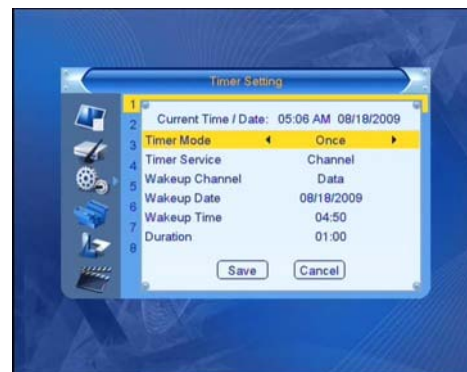 Timer Setting
1
2
3
4
5
6
7
8
Current Time / Date: 05:06 AM 08/18/2009
Timer Mode Once
Timer Service Channel
Wakeup Channel Data
Wakeup Date 08/18/2009
Wakeup Time 04:50
Duration 01:00
Save Cancel